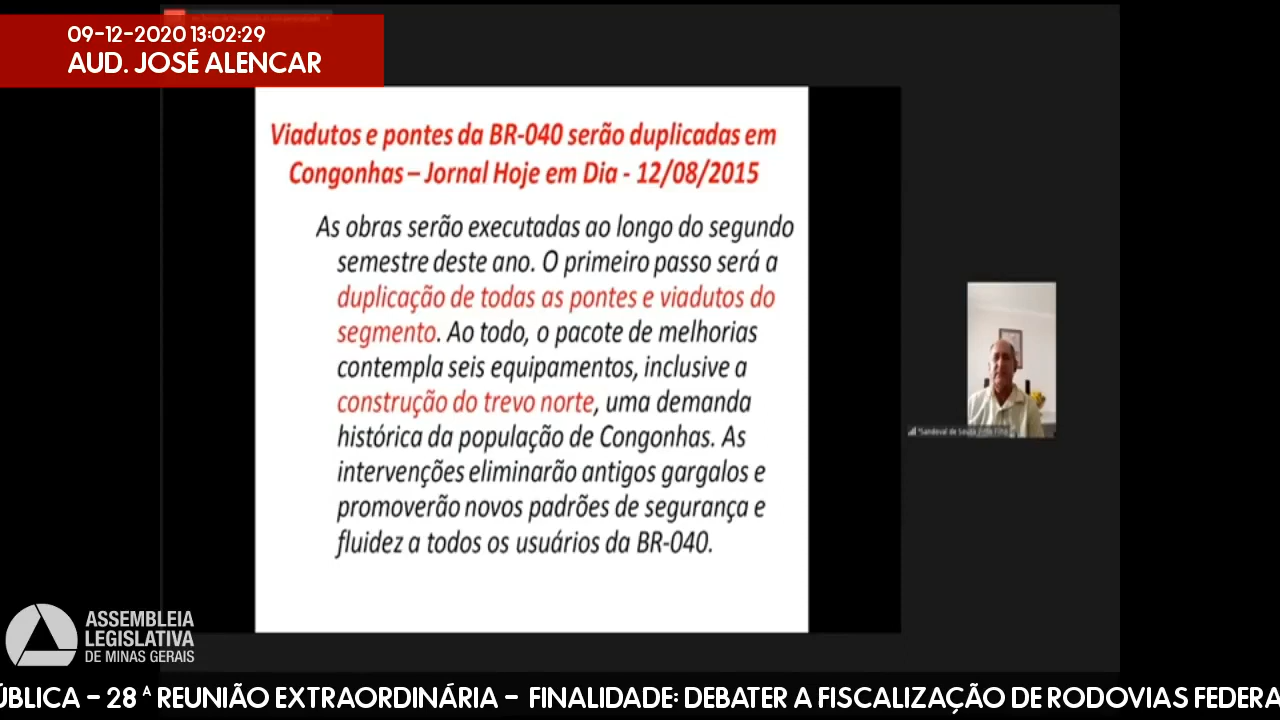 09-12-2020 13:02:29
AUD. JOSÉ ALENCAR
Viadutos e pontes da BR-040 serão duplicadas em
Congonhas – Jornal Hoje em Dia - 12/08/2015
As obras serão executadas ao longo do segundo
semestre deste ano. O primeiro passo será a
duplicação de todas as pontes e viadutos do
segmento. Ao todo, o pacote de melhorias
contempla seis equipamentos, inclusive a
construção do trevo norte, uma demanda
histórica da população de Congonhas. As
intervenções eliminarão antigos gargalos e
promoverão novos padrões de segurança e
fluidez a todos os usuários da BR-040.
*Sandoval de Souza
ASSEMBLEIA
LEGISLATIVA
DE MINAS GERAIS
ÚBLICA – 28ª REUNIÃO EXTRAORDINÁRIA – FINALIDADE: DEBATER A FISCALIZAÇÃO DE RODOVIAS FEDERA